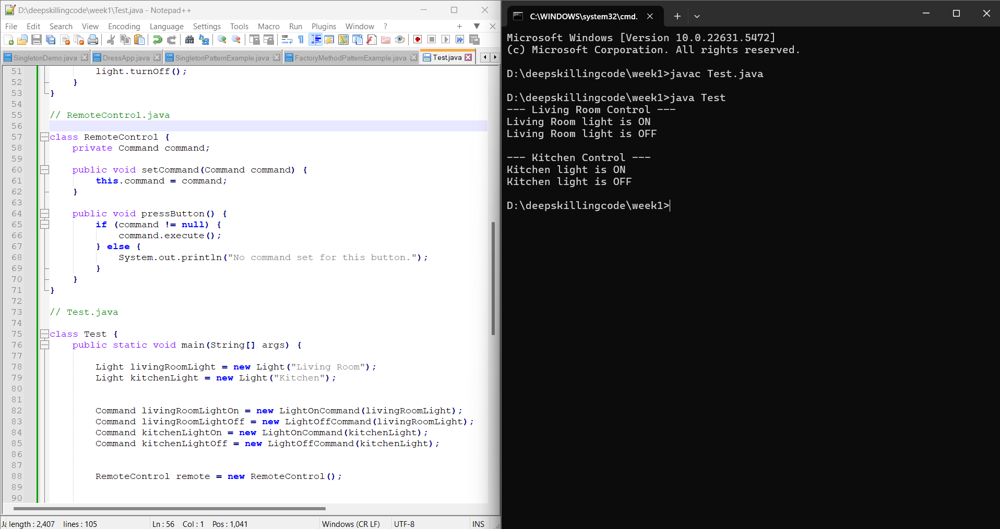 D:\deepskillingcode\week1\Test.java - Notepad++
File Edit Search View Encoding Language Settings Tools Macro Run Plugins Window ?
SingletonDemo.java DressApp.java SingletonPatternExample.java FactoryMethodPatternExample.java Test.java
51 light.turnOff();
52 }
53 }
54
55 // RemoteControl.java
56
57 class RemoteControl {
58 private Command command;
59
60 public void setCommand(Command command) {
61 this.command = command;
62 }
63
64 public void pressButton() {
65 if (command != null) {
66 command.execute();
67 } else {
68 System.out.println("No command set for this button.");
69 }
70 }
71 }
72
73 // Test.java
74
75 class Test {
76 public static void main(String[] args) {
77
78 Light livingRoomLight = new Light("Living Room");
79 Light kitchenLight = new Light("Kitchen");
80
81
82 Command livingRoomLightOn = new LightOnCommand(livingRoomLight);
83 Command livingRoomLightOff = new LightOffCommand(livingRoomLight);
84 Command kitchenLightOn = new LightOnCommand(kitchenLight);
85 Command kitchenLightOff = new LightOffCommand(kitchenLight);
86
87
88 RemoteControl remote = new RemoteControl();
89
90
Ja length : 2,407 lines : 105 Ln : 56 Col : 1 Pos : 1,041 Windows (CR LF) UTF-8 INS
C:\WINDOWS\system32\cmd.
Microsoft Windows [Version 10.0.22631.5472]
(c) Microsoft Corporation. All rights reserved.
D:\deepskillingcode\week1>javac Test.java
D:\deepskillingcode\week1>java Test
--- Living Room Control ---
Living Room light is ON
Living Room light is OFF
--- Kitchen Control ---
Kitchen light is ON
Kitchen light is OFF
D:\deepskillingcode\week1>